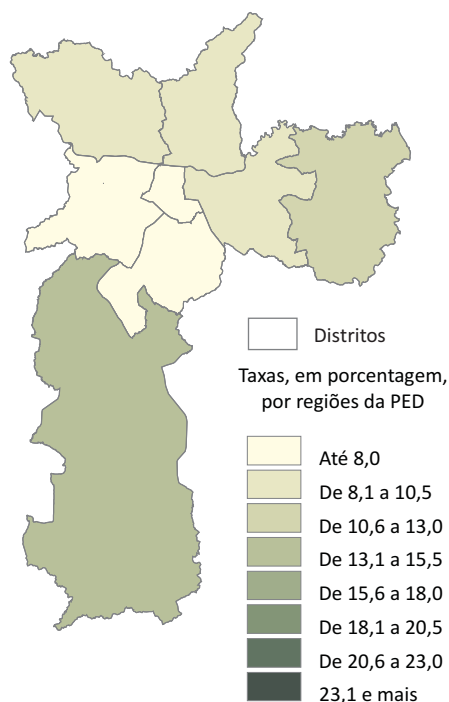 Distritos
Taxas, em porcentagem,
por regiões da PED
Até 8,0
De 8,1 a 10,5
De 10,6 a 13,0
De 13,1 a 15,5
De 15,6 a 18,0
De 18,1 a 20,5
De 20,6 a 23,0
23,1 e mais